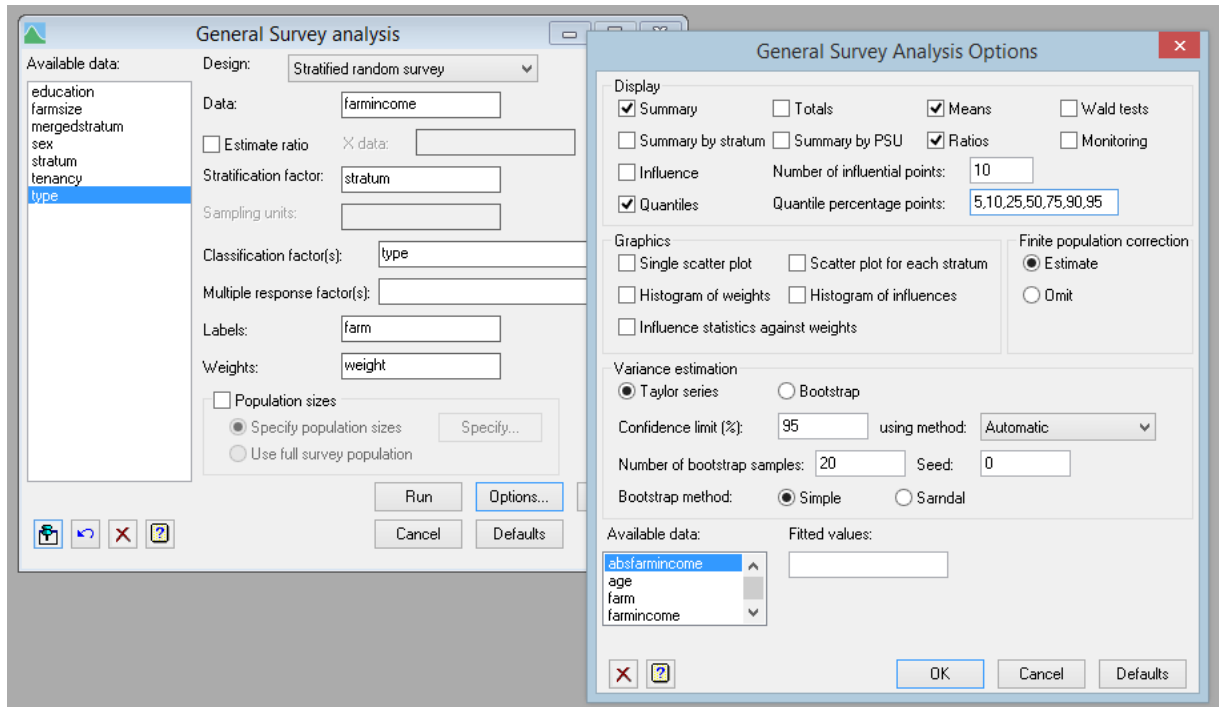 General Survey analysis
Available data:
education
farmsize
mergedstratum
sex
stratum
tenancy
type
Design: Stratified random survey
Data: farmincome
Estimate ratio X data:
Stratification factor: stratum
Sampling units:
Classification factor(s): type
Multiple response factor(s):
Labels: farm
Weights: weight
Population sizes
Specify population sizes Specify...
Use full survey population
Run Options...
Cancel Defaults
General Survey Analysis Options
Display
Summary Totals Means Wald tests
Summary by stratum Summary by PSU Ratios Monitoring
Influence Number of influential points: 10
Quantiles Quantile percentage points: 5,10,25,50,75,90,95
Graphics
Single scatter plot Scatter plot for each stratum
Histogram of weights Histogram of influences
Influence statistics against weights
Finite population correction
Estimate
Omit
Variance estimation
Taylor series Bootstrap
Confidence limit (%): 95 using method: Automatic
Number of bootstrap samples: 20 Seed: 0
Bootstrap method: Simple Sarndal
Available data: Fitted values:
absfarmincome
age
farm
farmincome
OK Cancel Defaults